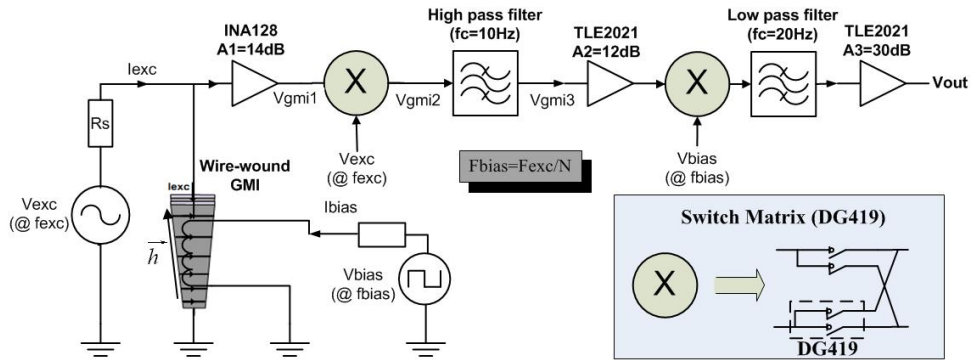 INA128
A1=14dB
High pass filter
(fc=10Hz)
TLE2021
A2=12dB
Low pass filter
(fc=20Hz)
TLE2021
A3=30dB
Iexc
Vgmi1
X
Vgmi2
Vgmi3
X
Vout
Rs
Vexc
(@ fexc)
Vbias
(@ fbias)
Fbias=Fexc/N
Wire-wound
GMI
Iexc
Vexc
(@ fexc)
h
Ibias
Vbias
(@ fbias)
Switch Matrix (DG419)
X
DG419